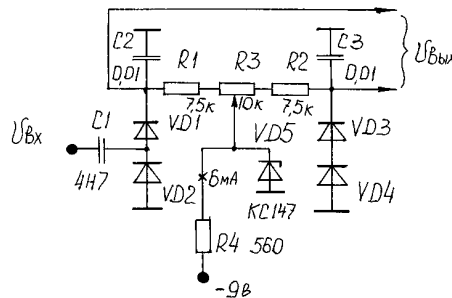 C2
R1
R3
R2
C3
0,01
7,5к
10к
7,5к
0,01
Uвых
Uвх
C1
4Н7
VD1
VD2
VD5
VD3
VD4
6мА
КС147
R4 560
-9в